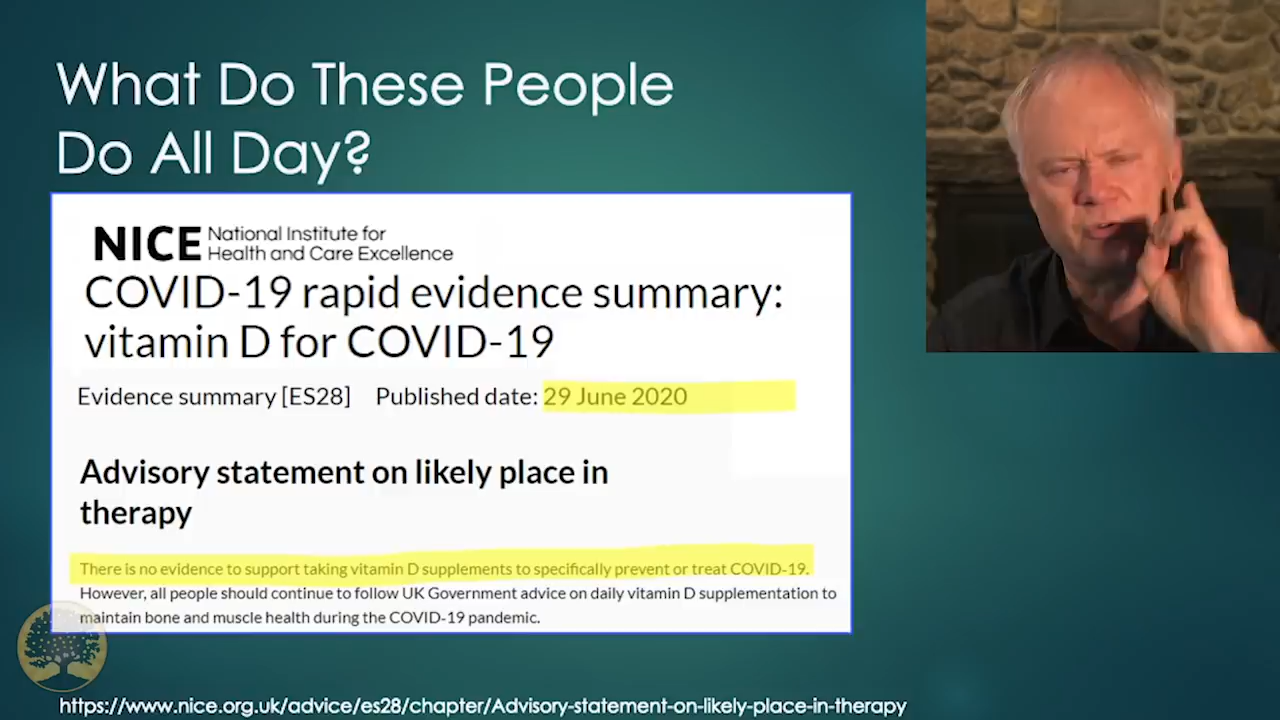 What Do These People
Do All Day?
NICE National Institute for
Health and Care Excellence
COVID-19 rapid evidence summary:
vitamin D for COVID-19
Evidence summary [ES28] Published date: 29 June 2020
Advisory statement on likely place in
therapy
There is no evidence to support taking vitamin D supplements to specifically prevent or treat COVID-19.
However, all people should continue to follow UK Government advice on daily vitamin D supplementation to
maintain bone and muscle health during the COVID-19 pandemic.
https://www.nice.org.uk/advice/es28/chapter/Advisory-statement-on-likely-place-in-therapy